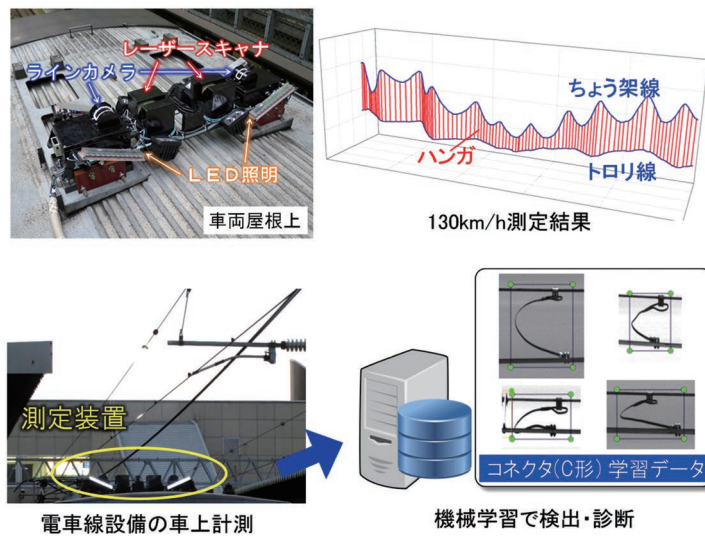 レーザースキャナ
ラインカメラ
LED照明
車両屋根上
ちょう架線
ハンガ
トロリ線
130km/h測定結果
測定装置
電車線設備の車上計測
コネクタ(C形)学習データ
機械学習で検出・診断